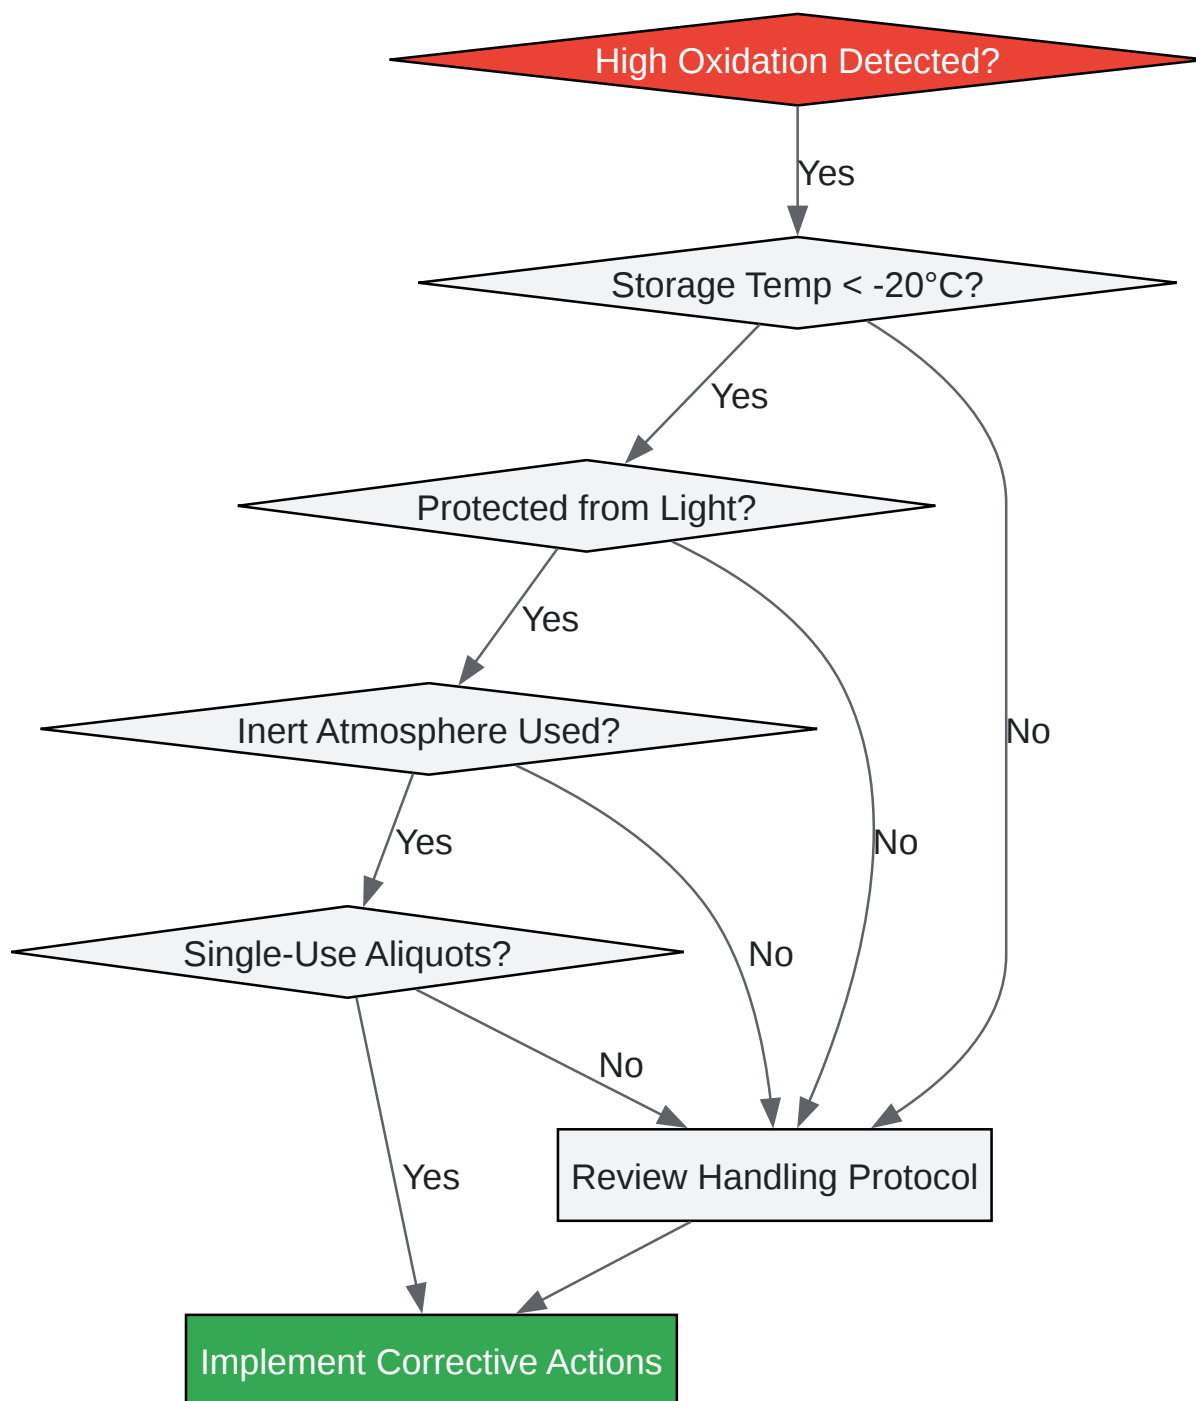 High Oxidation Detected?
Yes
Storage Temp < -20°C?
Yes
Protected from Light?
Yes
Inert Atmosphere Used?
No
Yes
No
Single-Use Aliquots?
No
No
Yes
Review Handling Protocol
Implement Corrective Actions